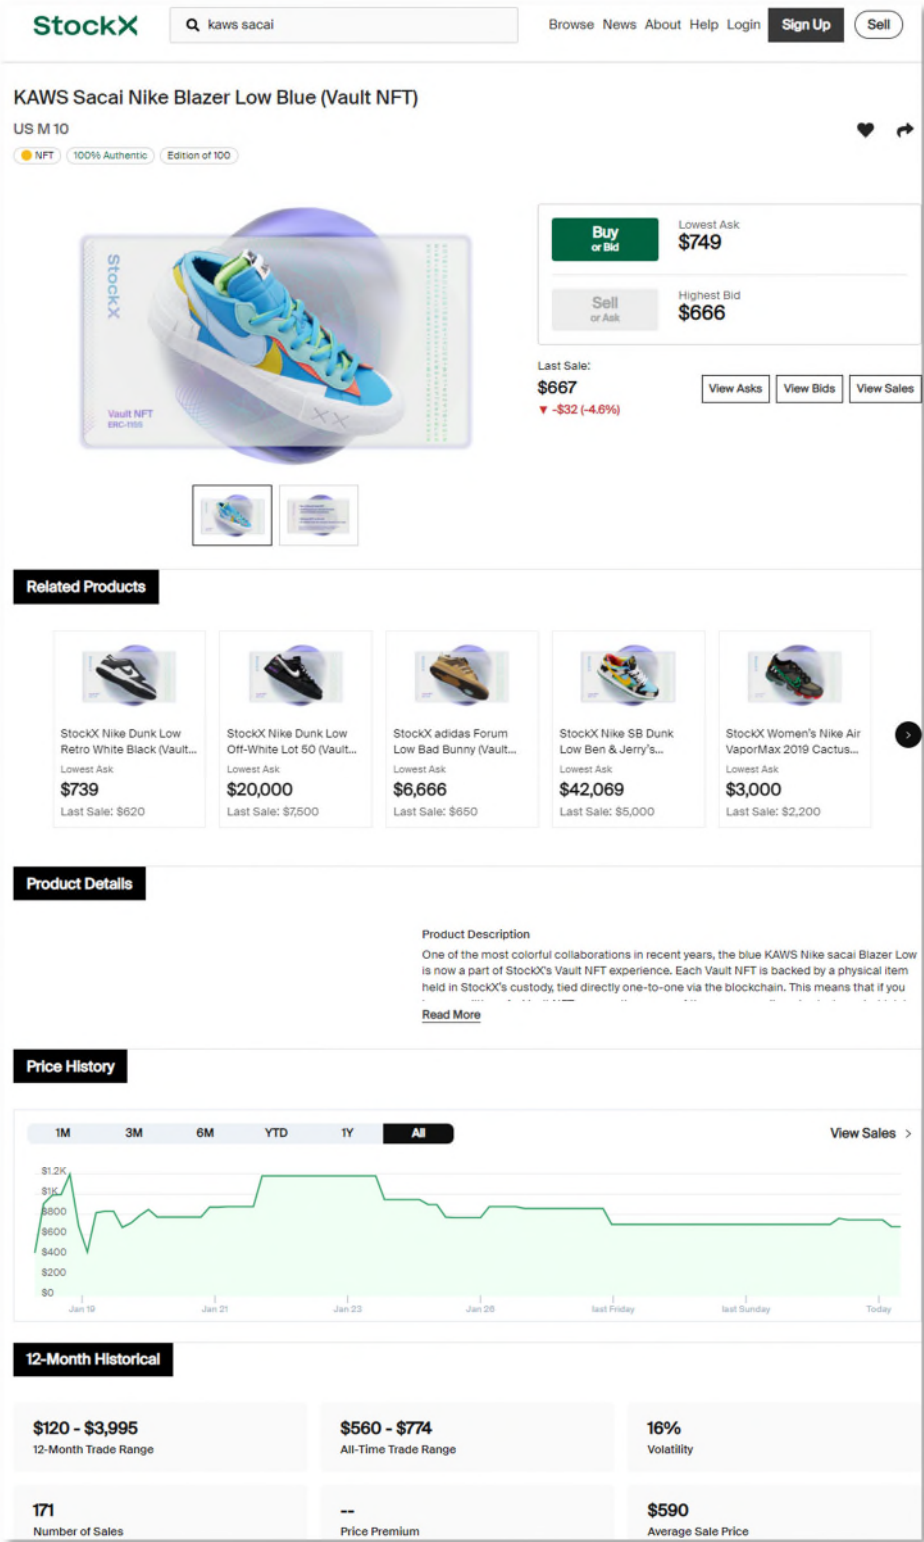 StockX
kaws sacai
Browse News About Help Login Sign Up Sell
KAWS Sacai Nike Blazer Low Blue (Vault NFT)
US M 10
NFT 100% Authentic Edition of 100
StockX
Vault NFT
ERC-1155
Buy
or Bid
Lowest Ask
$749
Sell
or Ask
Highest Bid
$666
Last Sale:
$667
▼ -$32 (-4.6%)
View Asks View Bids View Sales
Related Products
StockX Nike Dunk Low
Retro White Black (Vault...
Lowest Ask
$739
Last Sale: $620
StockX Nike Dunk Low
Off-White Lot 50 (Vault...
Lowest Ask
$20,000
Last Sale: $7,500
StockX adidas Forum
Low Bad Bunny (Vault...
Lowest Ask
$6,666
Last Sale: $650
StockX Nike SB Dunk
Low Ben & Jerry's...
Lowest Ask
$42,069
Last Sale: $5,000
StockX Women's Nike Air
VaporMax 2019 Cactus...
Lowest Ask
$3,000
Last Sale: $2,200
Product Details
Product Description
One of the most colorful collaborations in recent years, the blue KAWS Nike sacai Blazer Low
is now a part of StockX's Vault NFT experience. Each Vault NFT is backed by a physical item
held in StockX's custody, tied directly one-to-one via the blockchain. This means that if you
Read More
Price History
1M 3M 6M YTD 1Y All
View Sales >
$1.2K
$1K
$800
$600
$400
$200
$0
Jan 19 Jan 21 Jan 23 Jan 26 last Friday last Sunday Today
12-Month Historical
$120 - $3,995
12-Month Trade Range
$560 - $774
All-Time Trade Range
16%
Volatility
171
Number of Sales
--
Price Premium
$590
Average Sale Price